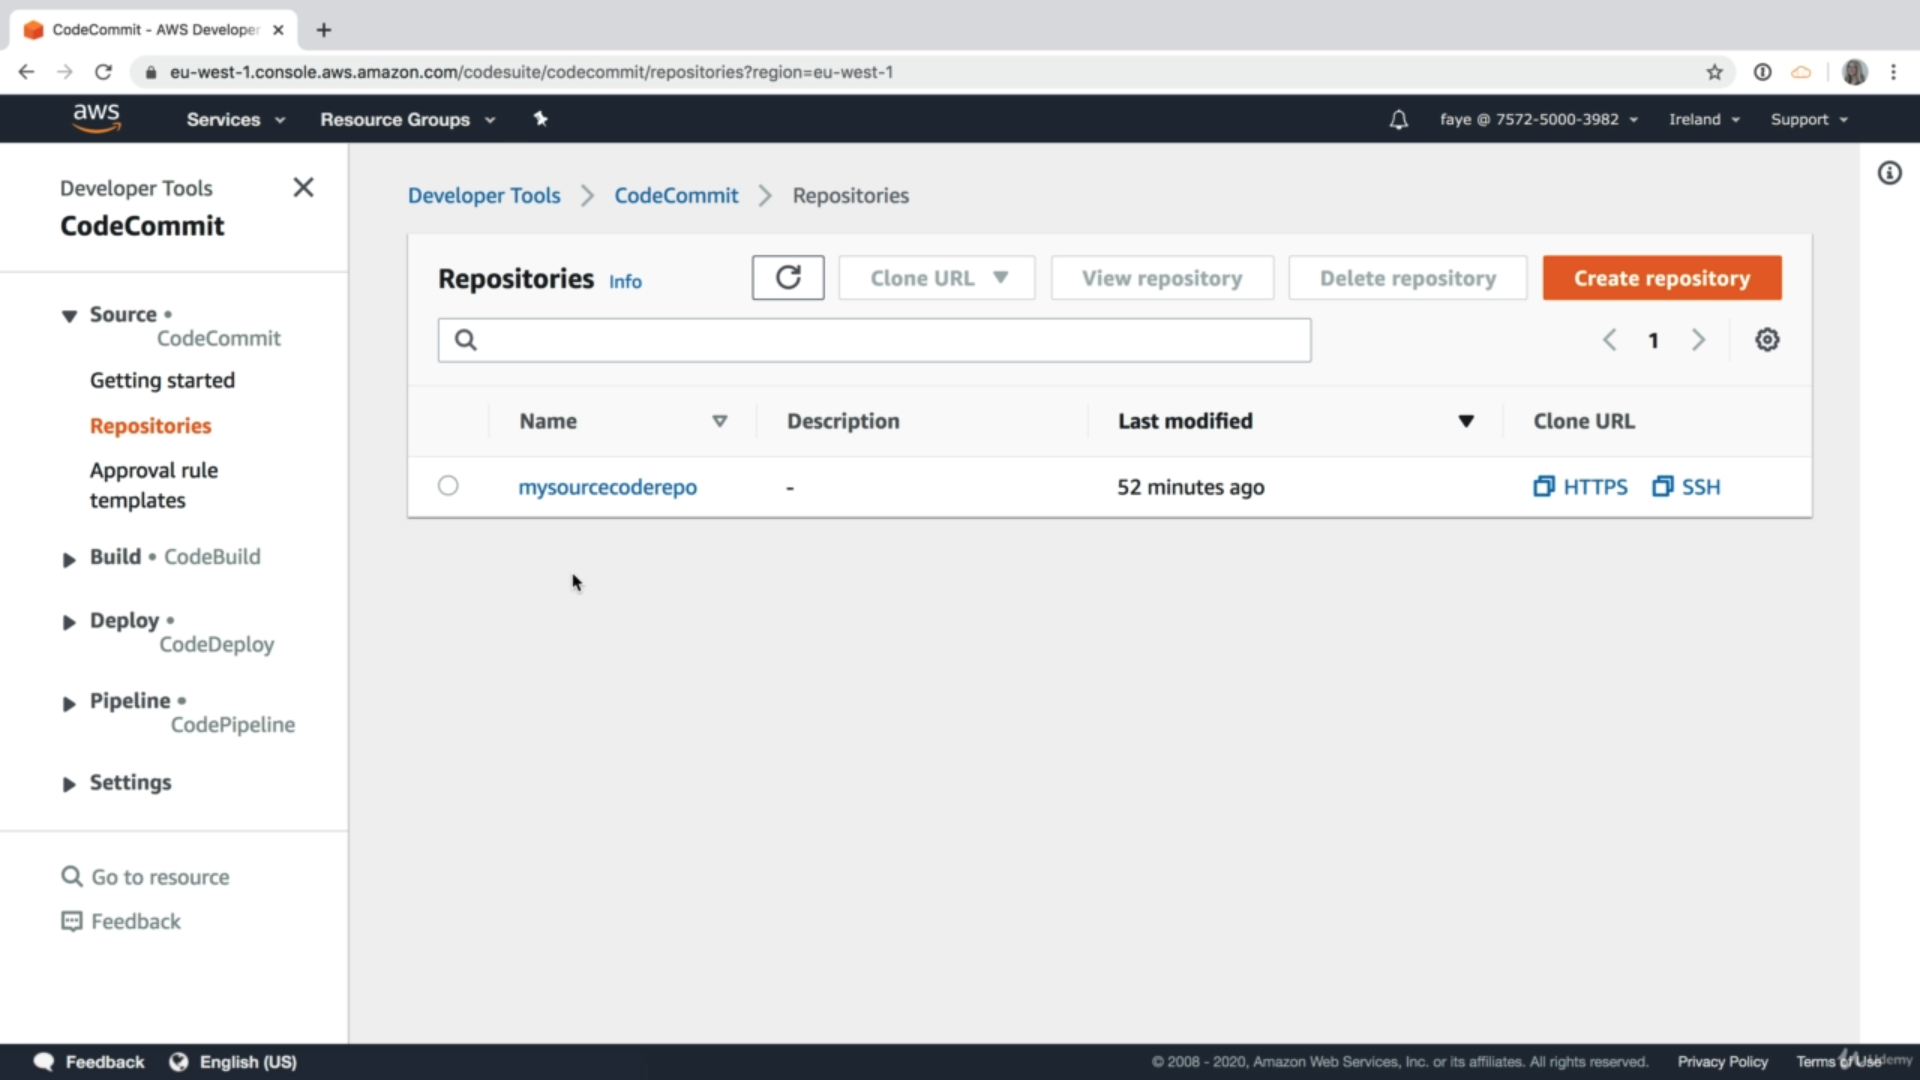 CodeCommit - AWS Developer
eu-west-1.console.aws.amazon.com/codesuite/codecommit/repositories?region=eu-west-1
aws
Services
Resource Groups
faye @ 7572-5000-3982
Ireland
Support
Developer Tools
CodeCommit
Source •
CodeCommit
Getting started
Repositories
Approval rule
templates
Build • CodeBuild
Deploy •
CodeDeploy
Pipeline •
CodePipeline
Settings
Go to resource
Feedback
Developer Tools
CodeCommit
Repositories
Repositories Info
Clone URL
View repository
Delete repository
Create repository
1
Name
Description
Last modified
Clone URL
mysourcecoderepo
-
52 minutes ago
HTTPS
SSH
Feedback
English (US)
© 2008 - 2020, Amazon Web Services, Inc. or its affiliates. All rights reserved.
Privacy Policy
Terms of Use